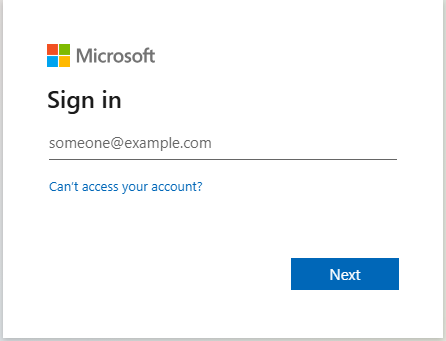 Microsoft
Sign in
someone@example.com
Can't access your account?
Next